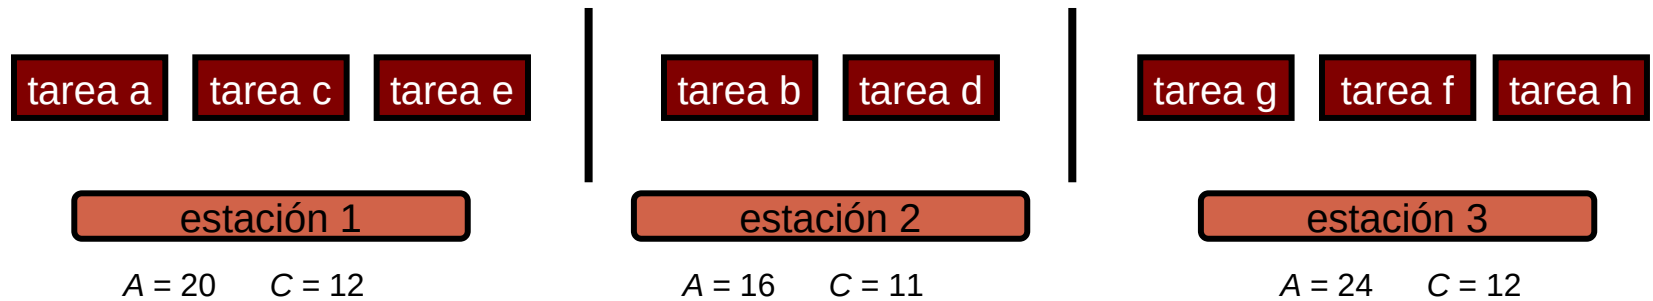 tarea a tarea c tarea e tarea b tarea d tarea g tarea f tarea h
estación 1 estación 2 estación 3
A = 20 C = 12 A = 16 C = 11 A = 24 C = 12